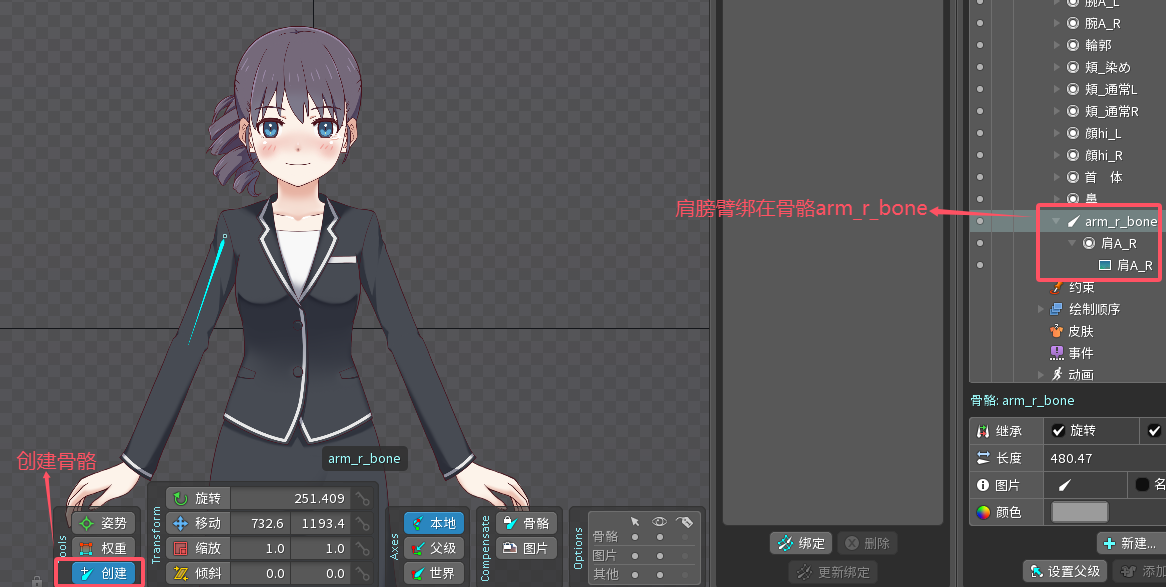 腕A_L
腕A_R
輪郭
頬_染め
頬_通常L
頬_通常R
顔hi_L
顔hi_R
首　体
鼻
肩膀臂绑在骨骼arm_r_bone
arm_r_bone
肩A_R
肩A_R
约束
绘制顺序
皮肤
事件
动画
骨骼: arm_r_bone
继承
旋转
长度
480.47
图片
名
颜色
创建骨骼
arm_r_bone
ools
姿势
权重
创建
Transform
旋转
251.409
移动
732.6
1193.4
缩放
1.0
1.0
倾斜
0.0
0.0
Axes
本地
父级
世界
Compensate
骨骼
图片
Options
骨骼
图片
其他
绑定
删除
更新绑定
新建...
设置父级
添加